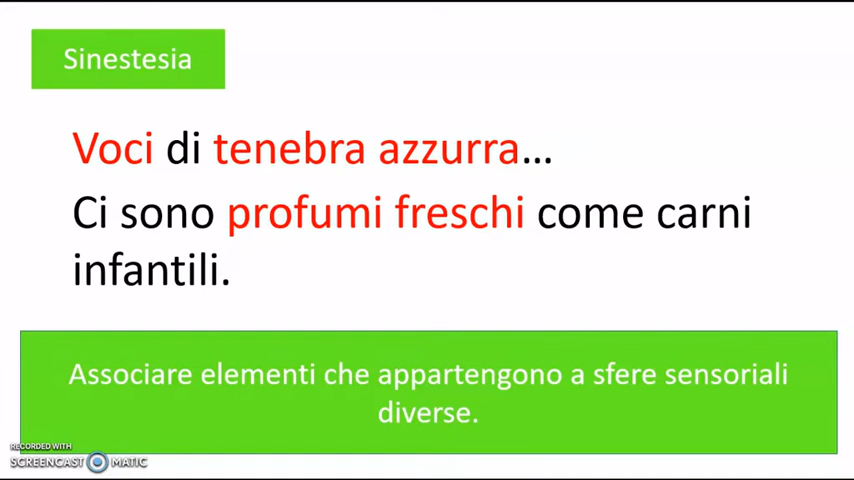 Sinestesia
Voci di tenebra azzurra...
Ci sono profumi freschi come carni
infantili.
Associare elementi che appartengono a sfere sensoriali
diverse.
RECORDED WITH
SCREENCAST MATIC